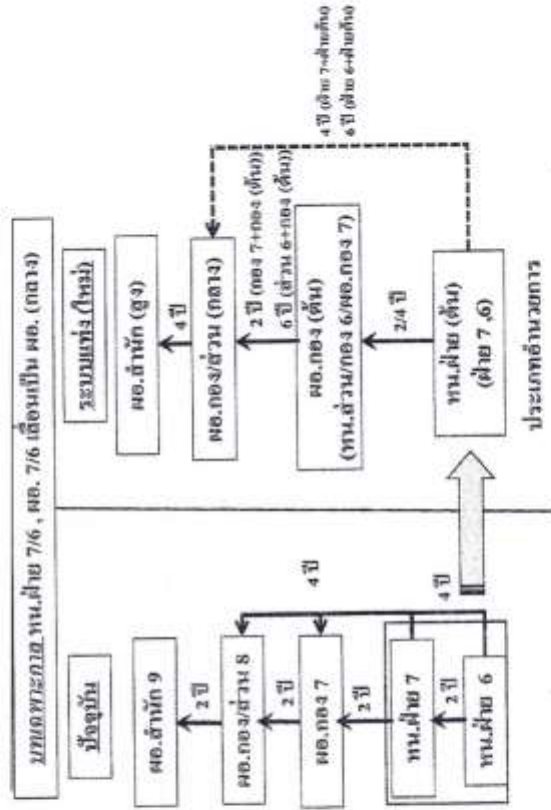 บทเฉพาะกาล หน.ฝ่าย 7/6 , ผอ. 7/6 เลื่อนเป็น ผอ. (กลาง)
ปัจจุบัน
ผอ.สำนัก 9
2 ปี
ผอ.กอง/ส่วน 8
2 ปี
ผอ.กอง 7
2 ปี
หน.ฝ่าย 7
2 ปี
หน.ฝ่าย 6
4 ปี
4 ปี
ระบบแท่ง (ใหม่)
ผอ.สำนัก (สูง)
4 ปี
ผอ.กอง/ส่วน (กลาง)
2 ปี (กอง 7+กอง (ต้น))
6 ปี (ส่วน 6+กอง (ต้น))
ผอ.กอง (ต้น)
(หน.ส่วน/กอง 6/ผอ.กอง 7)
2/4 ปี
หน.ฝ่าย (ต้น)
(ฝ่าย 7 ,6)
4 ปี (ฝ่าย 7+ฝ่ายต้น)
6 ปี (ฝ่าย 6+ฝ่ายต้น)
ประเภทอำนวยการ